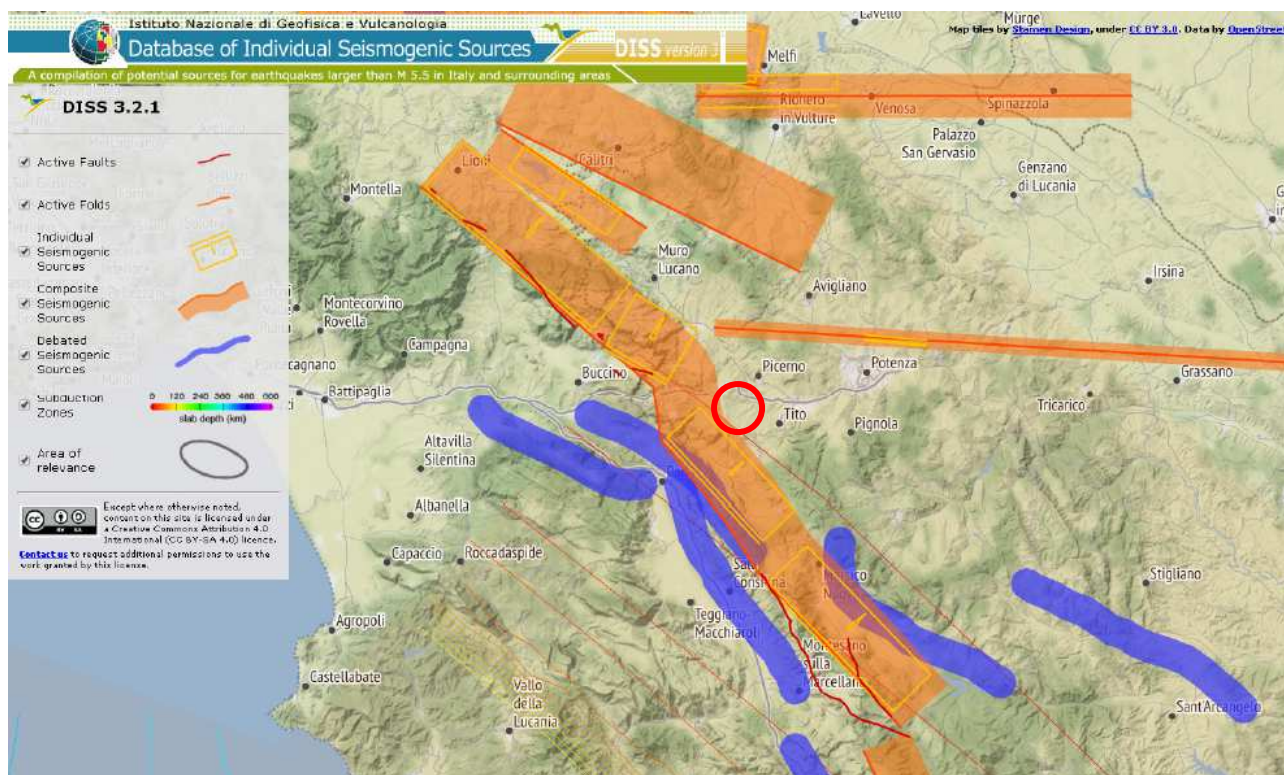 Istituto Nazionale di Geofisica e Vulcanologia
Database of Individual Seismogenic Sources
DISS version 3
A compilation of potential sources for earthquakes larger than M 5.5 in Italy and surrounding areas
Map tiles by Stamen Design, under CC BY 3.0. Data by OpenStree
DISS 3.2.1
Active Faults
Active Folds
Individual
Seismogenic
Sources
Composite
Seismogenic
Sources
Debated
Seismogenic
Sources
Subduction
Zones
0 120 240 360 480 600
slab depth (km)
Area of
relevance
Except where otherwise noted,
content on this site is licensed under
a Creative Commons Attribution 4.0
International (CC BY-SA 4.0) licence.
Contact us to request additional permissions to use the
work granted by this license.
Lavello
Murge
Melfi
Rionero
in Vulture
Venosa
Spinazzola
Palazzo
San Gervasio
Genzano
di Lucania
Lioni
Calitri
Montella
Muro
Lucano
Avigliano
Irsina
Montecorvino
Rovella
Campagna
cagnano
Buccino
Picerno
Potenza
Grassano
Battipaglia
Tito
Tricarico
Pignola
Altavilla
Silentina
Albanella
Capaccio
Roccadaspide
Stigliano
Agropoli
Teggiano-
Macchiaroli
Montesano
sulla
Marcellana
Castellabate
Vallo
della
Lucania
Sant'Arcangelo